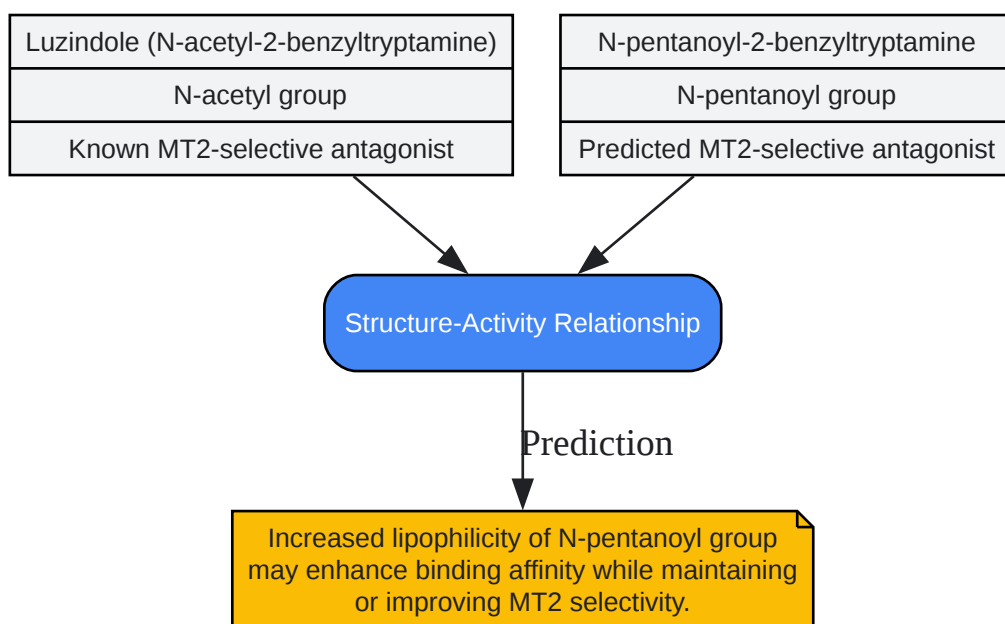 Luzindole (N-acetyl-2-benzyltryptamine)
N-acetyl group
Known MT2-selective antagonist
N-pentanoyl-2-benzyltryptamine
N-pentanoyl group
Predicted MT2-selective antagonist
Structure-Activity Relationship
Prediction
Increased lipophilicity of N-pentanoyl group
may enhance binding affinity while maintaining
or improving MT2 selectivity.